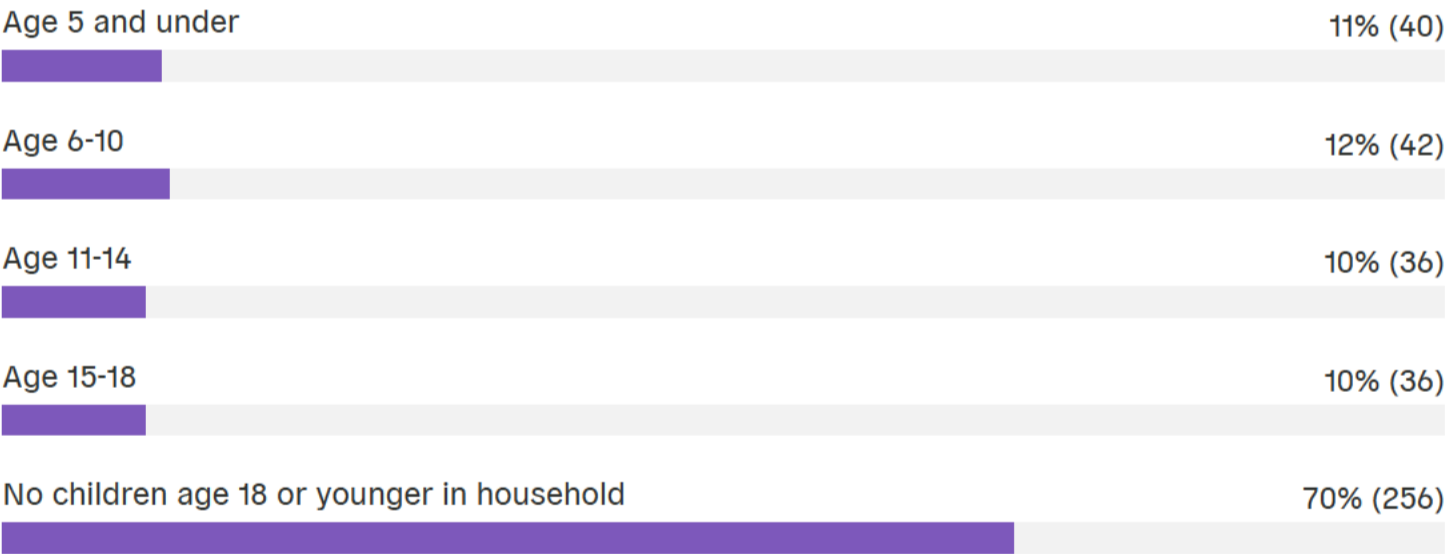 Age 5 and under 11% (40)
Age 6-10 12% (42)
Age 11-14 10% (36)
Age 15-18 10% (36)
No children age 18 or younger in household 70% (256)